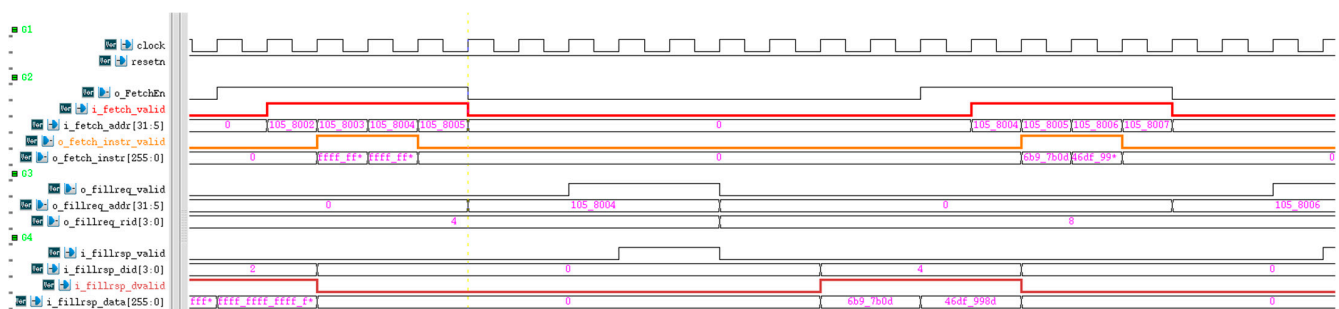 G1
clock
resetn
G2
o_FetchEn
i_fetch_valid
i_fetch_addr[31:5] 0 105_8002 105_8003 105_8004 105_8005 0 105_8004 105_8005 105_8006 105_8007 0
o_fetch_instr_valid
o_fetch_instr[255:0] 0 ffff_ff* ffff_ff* 0 6b9_7b0d 46df_99* 0
G3
o_fillreq_valid
o_fillreq_addr[31:5] 0 105_8004 0 105_8006
o_fillreq_rid[3:0] 4 8
G4
i_fillrsp_valid
i_fillrsp_did[3:0] 2 0 4 0
i_fillrsp_dvalid
i_fillrsp_data[255:0] fff* ffff_ffff_ffff_f* 0 6b9_7b0d 46df_998d 0